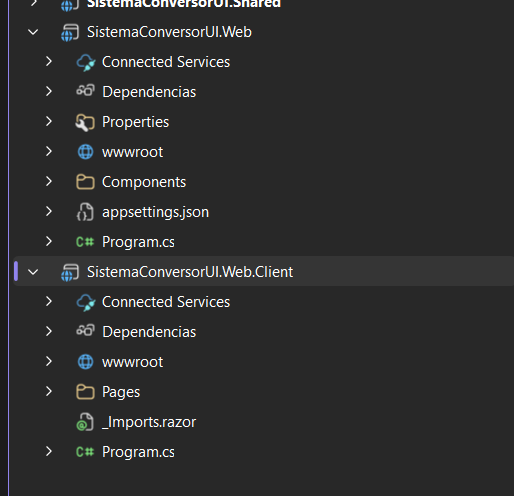 SistemaConversorUI.Shared
SistemaConversorUI.Web
Connected Services
Dependencias
Properties
wwwroot
Components
appsettings.json
C# Program.cs
SistemaConversorUI.Web.Client
Connected Services
Dependencias
wwwroot
Pages
_Imports.razor
C# Program.cs